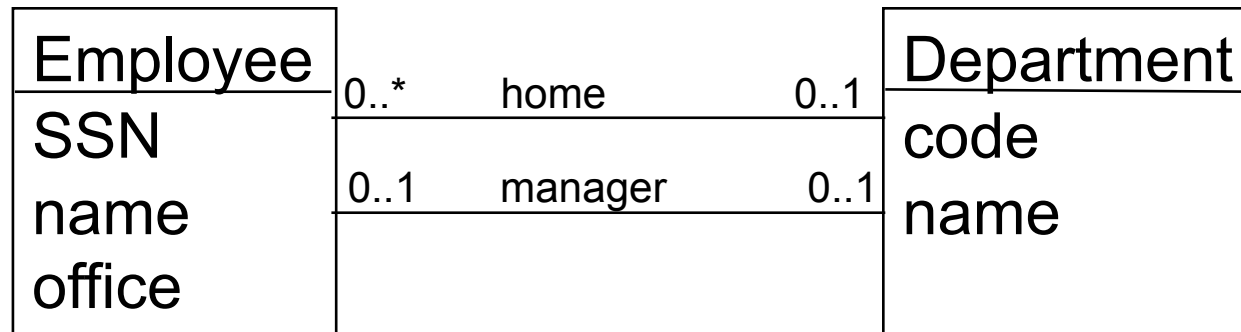 Employee
SSN
name
office
0..* home 0..1
0..1 manager 0..1
Department
code
name